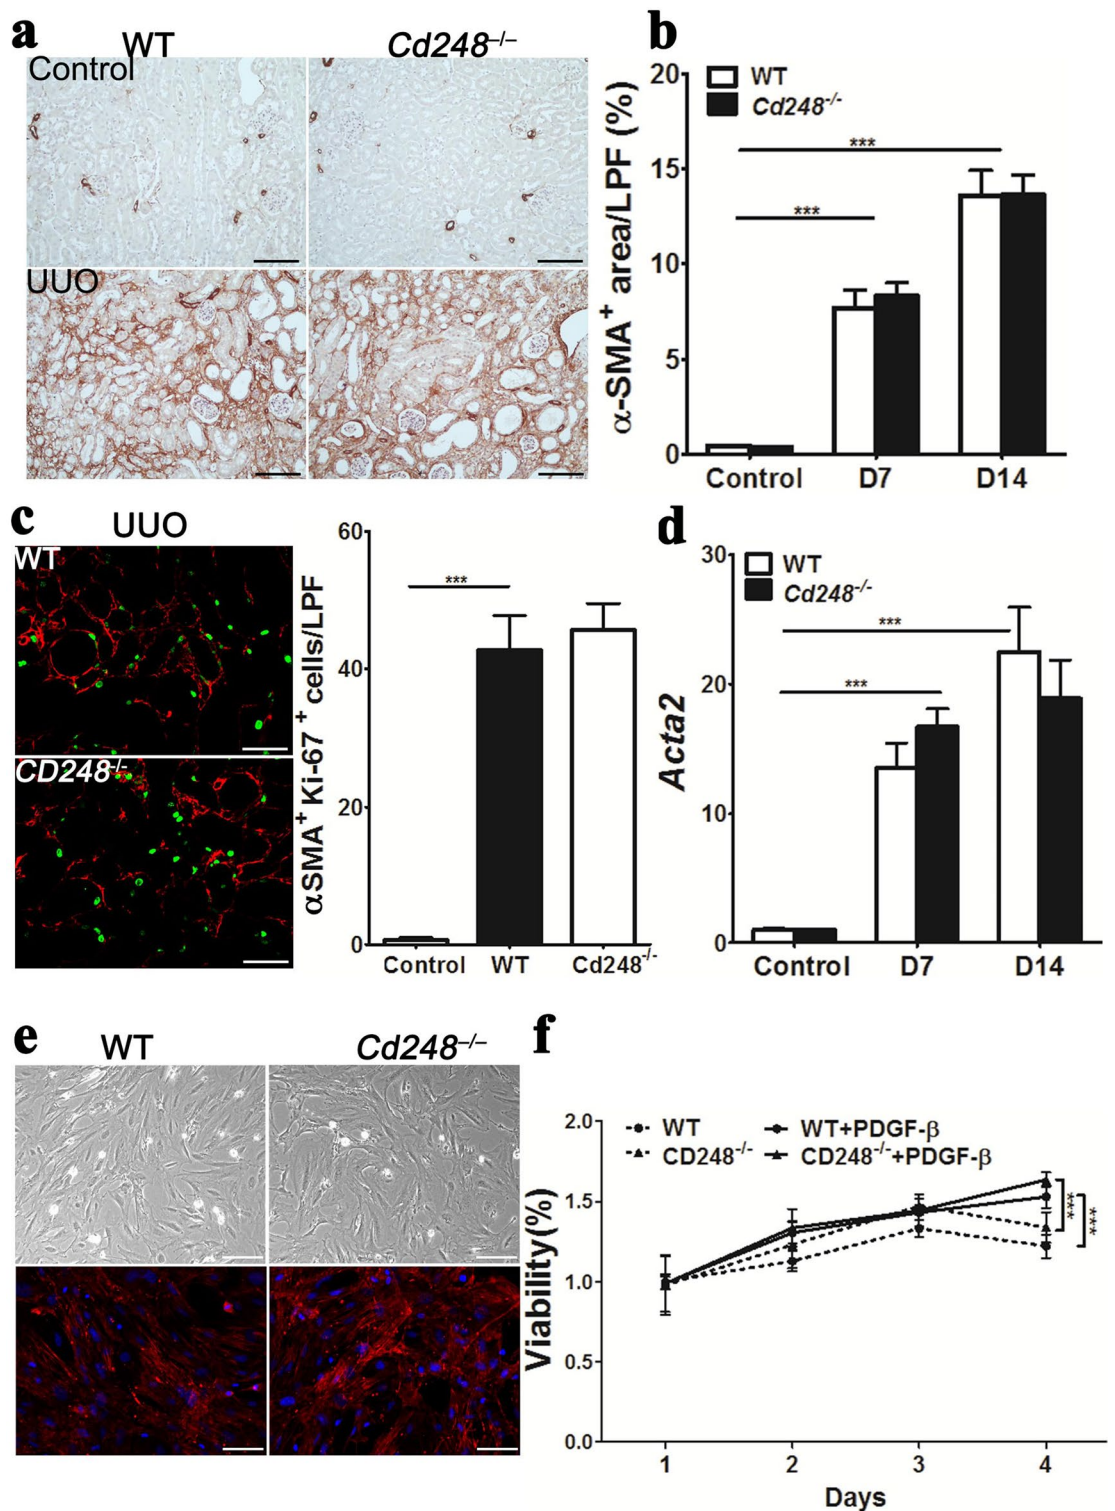 a
WT
Cd248–/–
Control
UUO
b
α-SMA+ area/LPF (%)
20
15
10
5
0
WT
Cd248-/-
***
***
Control
D7
D14
c
UUO
WT
CD248-/-
αSMA+ Ki-67 + cells/LPF
60
40
20
0
***
Control
WT
Cd248-/-
d
Acta2
30
20
10
0
WT
Cd248-/-
***
***
Control
D7
D14
e
WT
Cd248–/–
f
Viability(%)
2.0
1.5
1.0
0.5
0.0
WT
WT+PDGF-β
CD248-/-
CD248-/-+PDGF-β
***
***
1
2
3
4
Days